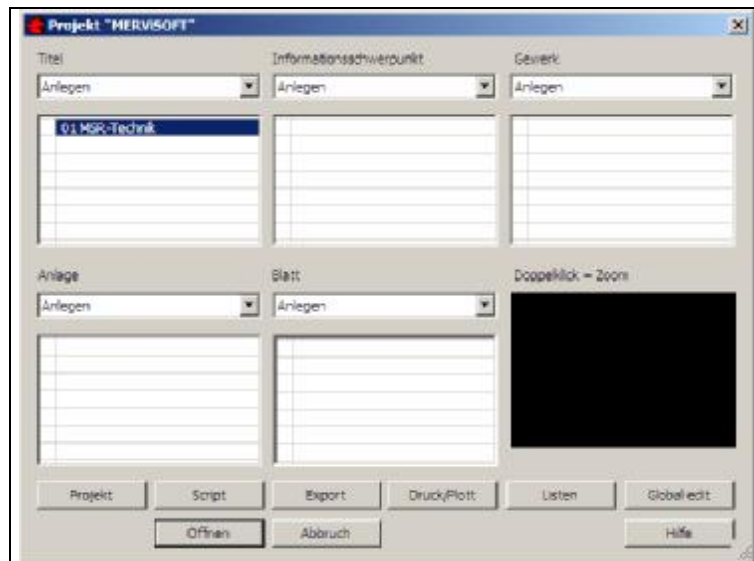 Projekt "MERViSOFT"
Titel Informationsschwerpunkt Gewerk
Anlegen Anlegen Anlegen
01 MSR-Technik
Anlage Blatt Doppelklick = Zoom
Anlegen Anlegen
Projekt Script Export Druck/Plott Listen Global edit
Öffnen Abbruch Hilfe